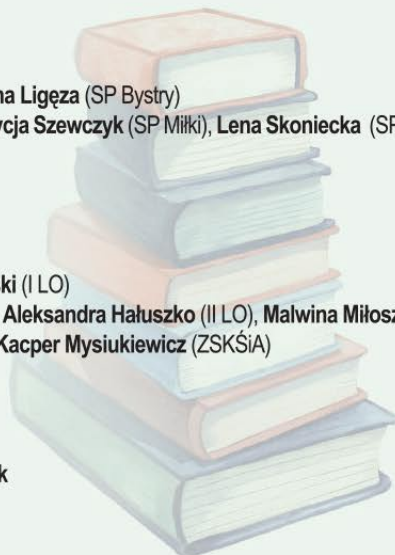 na Ligęza (SP Bystry)
ycja Szewczyk (SP Miłki), Lena Skoniecka (SP
ki (I LO)
Aleksandra Hałuszko (II LO), Malwina Miłosz
Kacper Mysiukiewicz (ZSKŚiA)
k